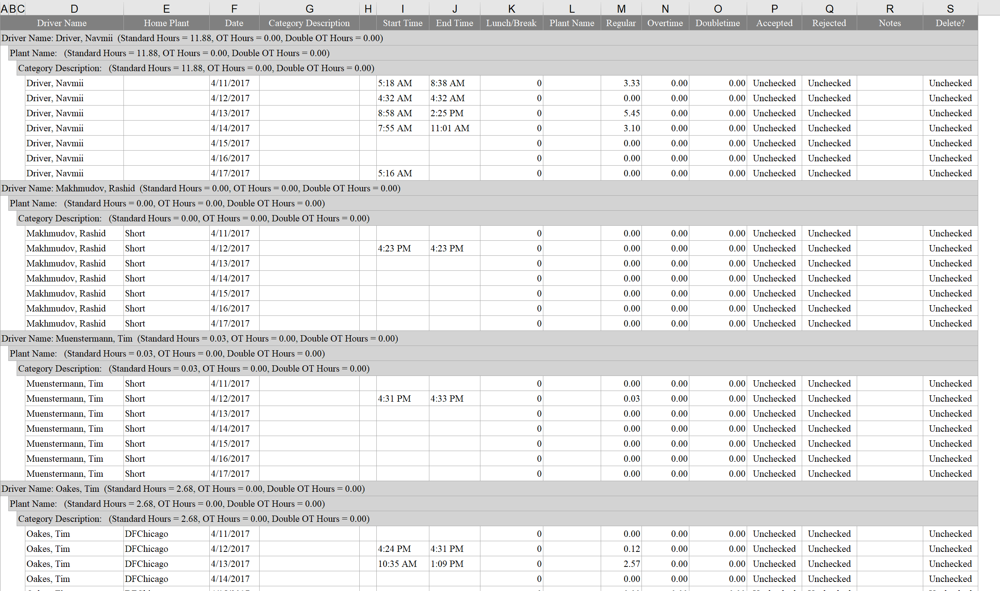 A B C D E F G H I J K L M N O P Q R S
Driver Name Home Plant Date Category Description Start Time End Time Lunch/Break Plant Name Regular Overtime Doubletime Accepted Rejected Notes Delete?
Driver Name: Driver, Navmii (Standard Hours = 11.88, OT Hours = 0.00, Double OT Hours = 0.00)
Plant Name: (Standard Hours = 11.88, OT Hours = 0.00, Double OT Hours = 0.00)
Category Description: (Standard Hours = 11.88, OT Hours = 0.00, Double OT Hours = 0.00)
Driver, Navmii 4/11/2017 5:18 AM 8:38 AM 0 3.33 0.00 0.00 Unchecked Unchecked Unchecked
Driver, Navmii 4/12/2017 4:32 AM 4:32 AM 0 0.00 0.00 0.00 Unchecked Unchecked Unchecked
Driver, Navmii 4/13/2017 8:58 AM 2:25 PM 0 5.45 0.00 0.00 Unchecked Unchecked Unchecked
Driver, Navmii 4/14/2017 7:55 AM 11:01 AM 0 3.10 0.00 0.00 Unchecked Unchecked Unchecked
Driver, Navmii 4/15/2017 0 0.00 0.00 0.00 Unchecked Unchecked Unchecked
Driver, Navmii 4/16/2017 0 0.00 0.00 0.00 Unchecked Unchecked Unchecked
Driver, Navmii 4/17/2017 5:16 AM 0 0.00 0.00 0.00 Unchecked Unchecked Unchecked
Driver Name: Makhmudov, Rashid (Standard Hours = 0.00, OT Hours = 0.00, Double OT Hours = 0.00)
Plant Name: (Standard Hours = 0.00, OT Hours = 0.00, Double OT Hours = 0.00)
Category Description: (Standard Hours = 0.00, OT Hours = 0.00, Double OT Hours = 0.00)
Makhmudov, Rashid Short 4/11/2017 0 0.00 0.00 0.00 Unchecked Unchecked Unchecked
Makhmudov, Rashid Short 4/12/2017 4:23 PM 4:23 PM 0 0.00 0.00 0.00 Unchecked Unchecked Unchecked
Makhmudov, Rashid Short 4/13/2017 0 0.00 0.00 0.00 Unchecked Unchecked Unchecked
Makhmudov, Rashid Short 4/14/2017 0 0.00 0.00 0.00 Unchecked Unchecked Unchecked
Makhmudov, Rashid Short 4/15/2017 0 0.00 0.00 0.00 Unchecked Unchecked Unchecked
Makhmudov, Rashid Short 4/16/2017 0 0.00 0.00 0.00 Unchecked Unchecked Unchecked
Makhmudov, Rashid Short 4/17/2017 0 0.00 0.00 0.00 Unchecked Unchecked Unchecked
Driver Name: Muenstermann, Tim (Standard Hours = 0.03, OT Hours = 0.00, Double OT Hours = 0.00)
Plant Name: (Standard Hours = 0.03, OT Hours = 0.00, Double OT Hours = 0.00)
Category Description: (Standard Hours = 0.03, OT Hours = 0.00, Double OT Hours = 0.00)
Muenstermann, Tim Short 4/11/2017 0 0.00 0.00 0.00 Unchecked Unchecked Unchecked
Muenstermann, Tim Short 4/12/2017 4:31 PM 4:33 PM 0 0.03 0.00 0.00 Unchecked Unchecked Unchecked
Muenstermann, Tim Short 4/13/2017 0 0.00 0.00 0.00 Unchecked Unchecked Unchecked
Muenstermann, Tim Short 4/14/2017 0 0.00 0.00 0.00 Unchecked Unchecked Unchecked
Muenstermann, Tim Short 4/15/2017 0 0.00 0.00 0.00 Unchecked Unchecked Unchecked
Muenstermann, Tim Short 4/16/2017 0 0.00 0.00 0.00 Unchecked Unchecked Unchecked
Muenstermann, Tim Short 4/17/2017 0 0.00 0.00 0.00 Unchecked Unchecked Unchecked
Driver Name: Oakes, Tim (Standard Hours = 2.68, OT Hours = 0.00, Double OT Hours = 0.00)
Plant Name: (Standard Hours = 2.68, OT Hours = 0.00, Double OT Hours = 0.00)
Category Description: (Standard Hours = 2.68, OT Hours = 0.00, Double OT Hours = 0.00)
Oakes, Tim DFChicago 4/11/2017 0 0.00 0.00 0.00 Unchecked Unchecked Unchecked
Oakes, Tim DFChicago 4/12/2017 4:24 PM 4:31 PM 0 0.12 0.00 0.00 Unchecked Unchecked Unchecked
Oakes, Tim DFChicago 4/13/2017 10:35 AM 1:09 PM 0 2.57 0.00 0.00 Unchecked Unchecked Unchecked
Oakes, Tim DFChicago 4/14/2017 0 0.00 0.00 0.00 Unchecked Unchecked Unchecked